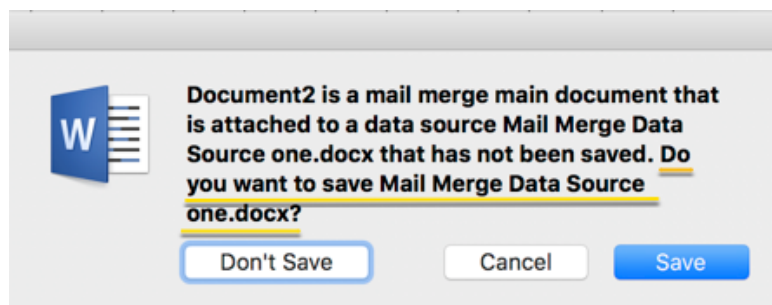 W
Document2 is a mail merge main document that
is attached to a data source Mail Merge Data
Source one.docx that has not been saved. Do
you want to save Mail Merge Data Source
one.docx?
Don't Save Cancel Save